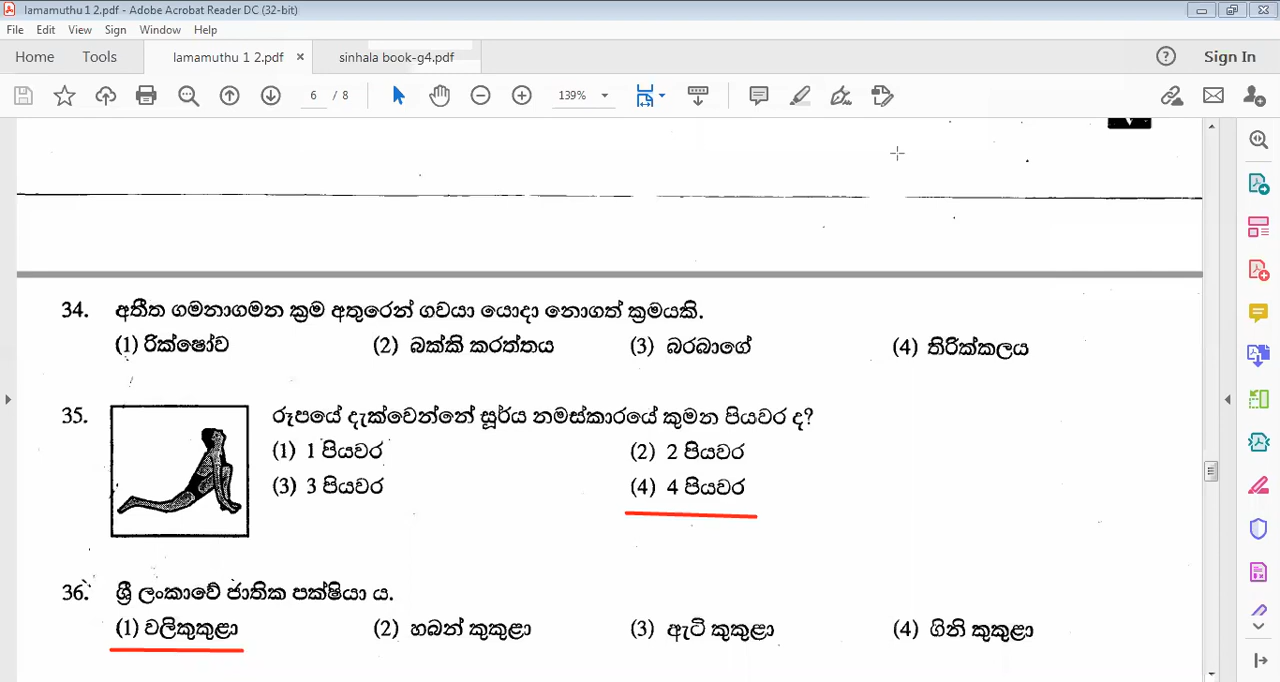 lamamuthu 1 2.pdf - Adobe Acrobat Reader DC (32-bit)
File Edit View Sign Window Help
Home Tools lamamuthu 1 2.pdf × sinhala book-g4.pdf Sign In
6 / 8 139%
34. අතීත ගමනාගමන ක්‍රම අතුරෙන් ගවයා යොදා නොගත් ක්‍රමයකි.
(1) රික්ෂෝව (2) බක්කි කරත්තය (3) බරබාගේ (4) තිරික්කලය
35. රූපයේ දැක්වෙන්නේ සූර්ය නමස්කාරයේ කුමන පියවර ද?
(1) 1 පියවර (2) 2 පියවර
(3) 3 පියවර (4) 4 පියවර
36. ශ්‍රී ලංකාවේ ජාතික පක්ෂියා ය.
(1) වලිකුකුළා (2) හබන් කුකුළා (3) ඇටි කුකුළා (4) ගිනි කුකුළා